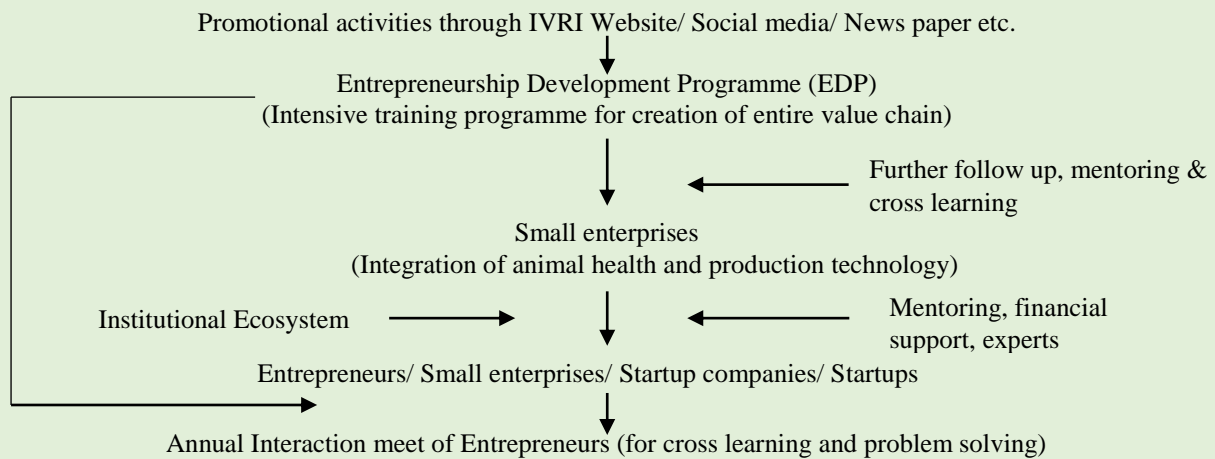 Promotional activities through IVRI Website/ Social media/ News paper etc.
Entrepreneurship Development Programme (EDP)
(Intensive training programme for creation of entire value chain)
Further follow up, mentoring &
cross learning
Small enterprises
(Integration of animal health and production technology)
Institutional Ecosystem
Mentoring, financial
support, experts
Entrepreneurs/ Small enterprises/ Startup companies/ Startups
Annual Interaction meet of Entrepreneurs (for cross learning and problem solving)